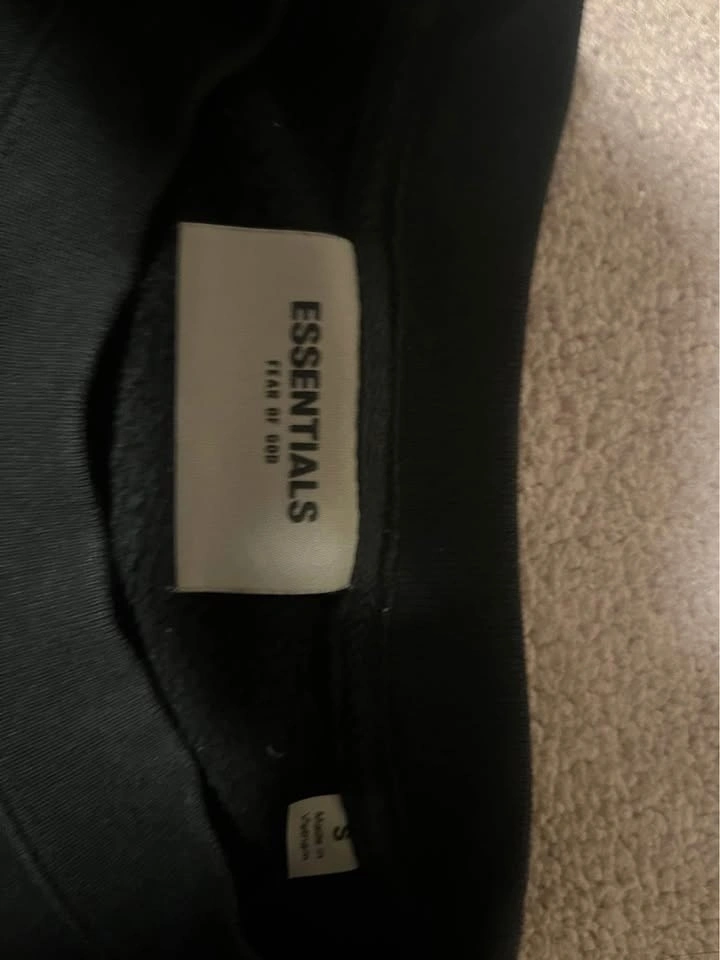 ESSENTIALS
FEAR OF GOD
S
Made in
Vietnam